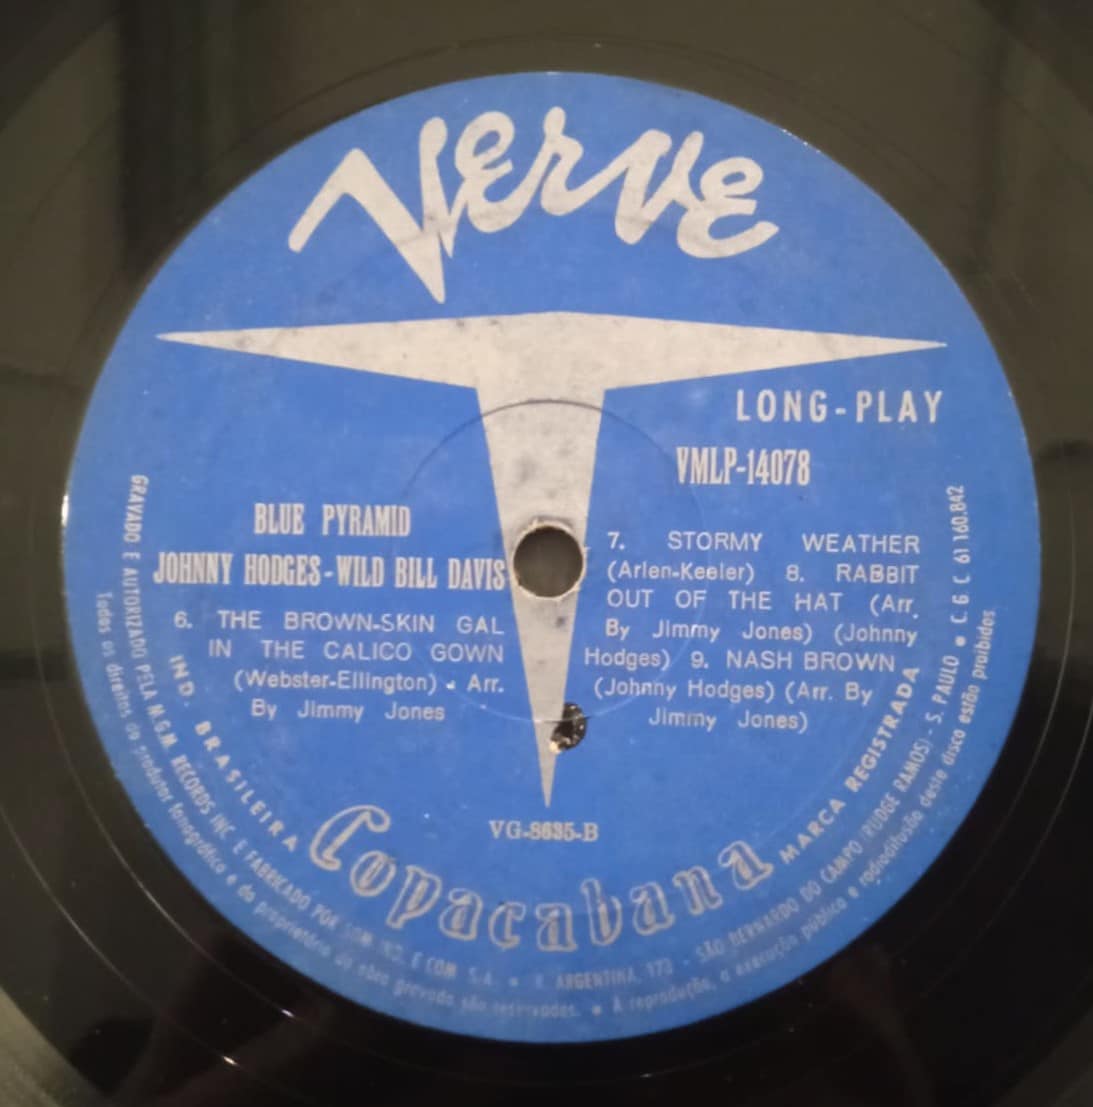 Verve
LONG-PLAY
VMLP-14078
BLUE PYRAMID
JOHNNY HODGES-WILD BILL DAVIS
6. THE BROWN-SKIN GAL
IN THE CALICO GOWN
(Webster-Ellington) - Arr.
By Jimmy Jones
7. STORMY WEATHER
(Arlen-Keeler) 8. RABBIT
OUT OF THE HAT (Arr.
By Jimmy Jones) (Johnny
Hodges) 9. NASH BROWN
(Johnny Hodges) (Arr. By
Jimmy Jones)
VG-8635-B
IND. BRASILEIRA
Copacabana
MARCA REGISTRADA
GRAVADO E AUTORIZADO PELA M.G.M. RECORDS INC. E FABRICADO POR SOM IND. E COM. S.A. • R. ARGENTINA, 173 - SÃO BERNARDO DO CAMPO (RUDGE RAMOS) - S. PAULO • C.G.C 61 160.842
Todos os direitos do produtor fonográfico e do proprietário da obra gravada são reservados. • A reprodução, a execução pública e radiodifusão deste disco estão proibidos